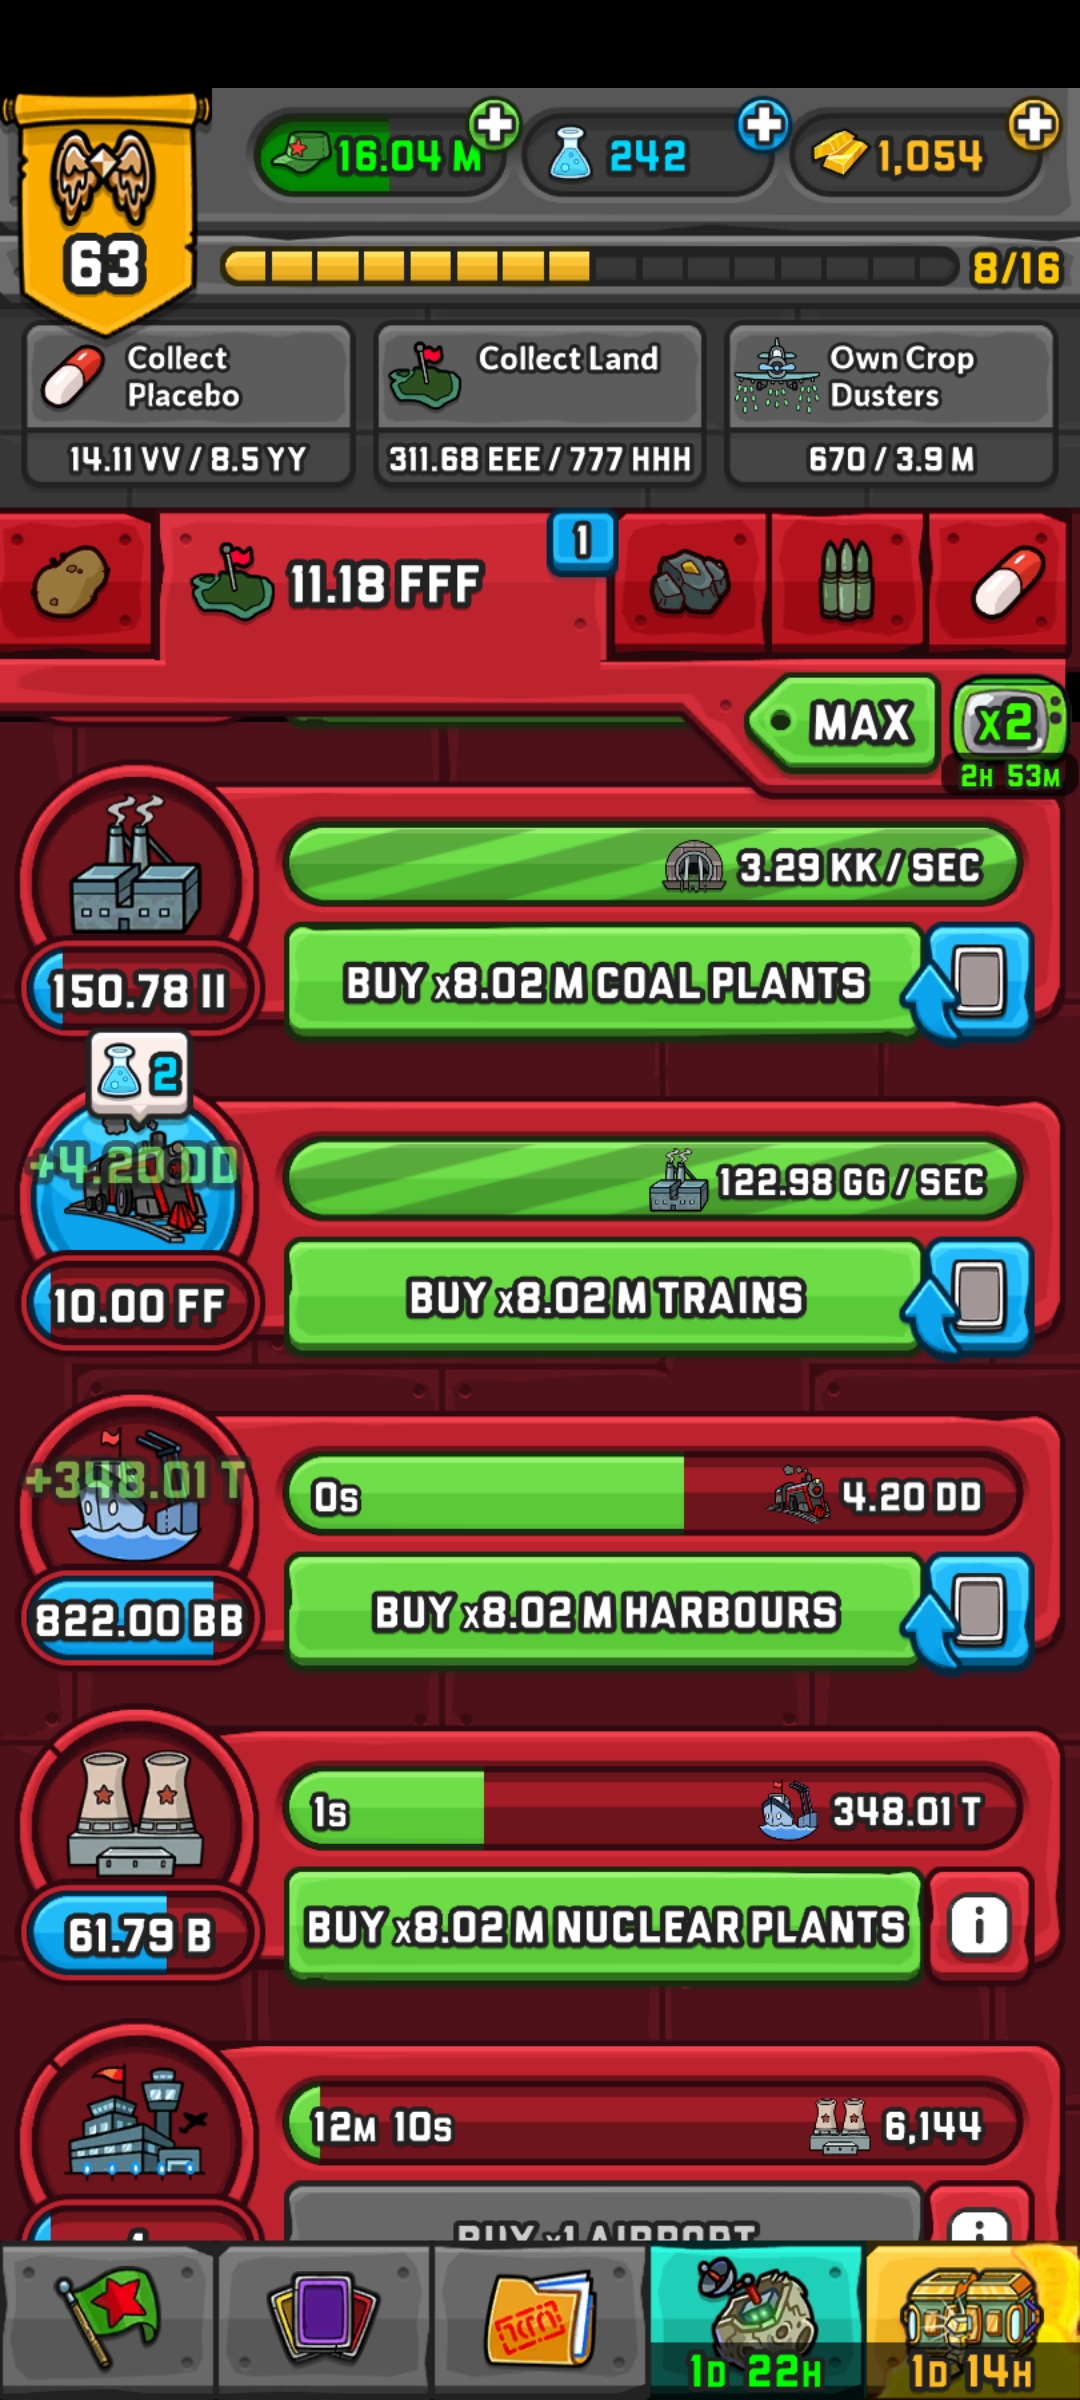 16.04 M
242
1,054
63
8/16
Collect
Placebo
14.11 VV / 8.5 YY
Collect Land
311.68 EEE / 777 HHH
Own Crop
Dusters
670 / 3.9 M
11.18 FFF
1
MAX
x2
2H 53M
3.29 KK / SEC
150.78 II
BUY x8.02 M COAL PLANTS
2
+4.20 DD
122.98 GG / SEC
10.00 FF
BUY x8.02 M TRAINS
+348.01 T
0s
4.20 DD
822.00 BB
BUY x8.02 M HARBOURS
1s
348.01 T
61.79 B
BUY x8.02 M NUCLEAR PLANTS
i
12M 10s
6,144
BUY x1 AIRPORT
i
1D 22H
1D 14H